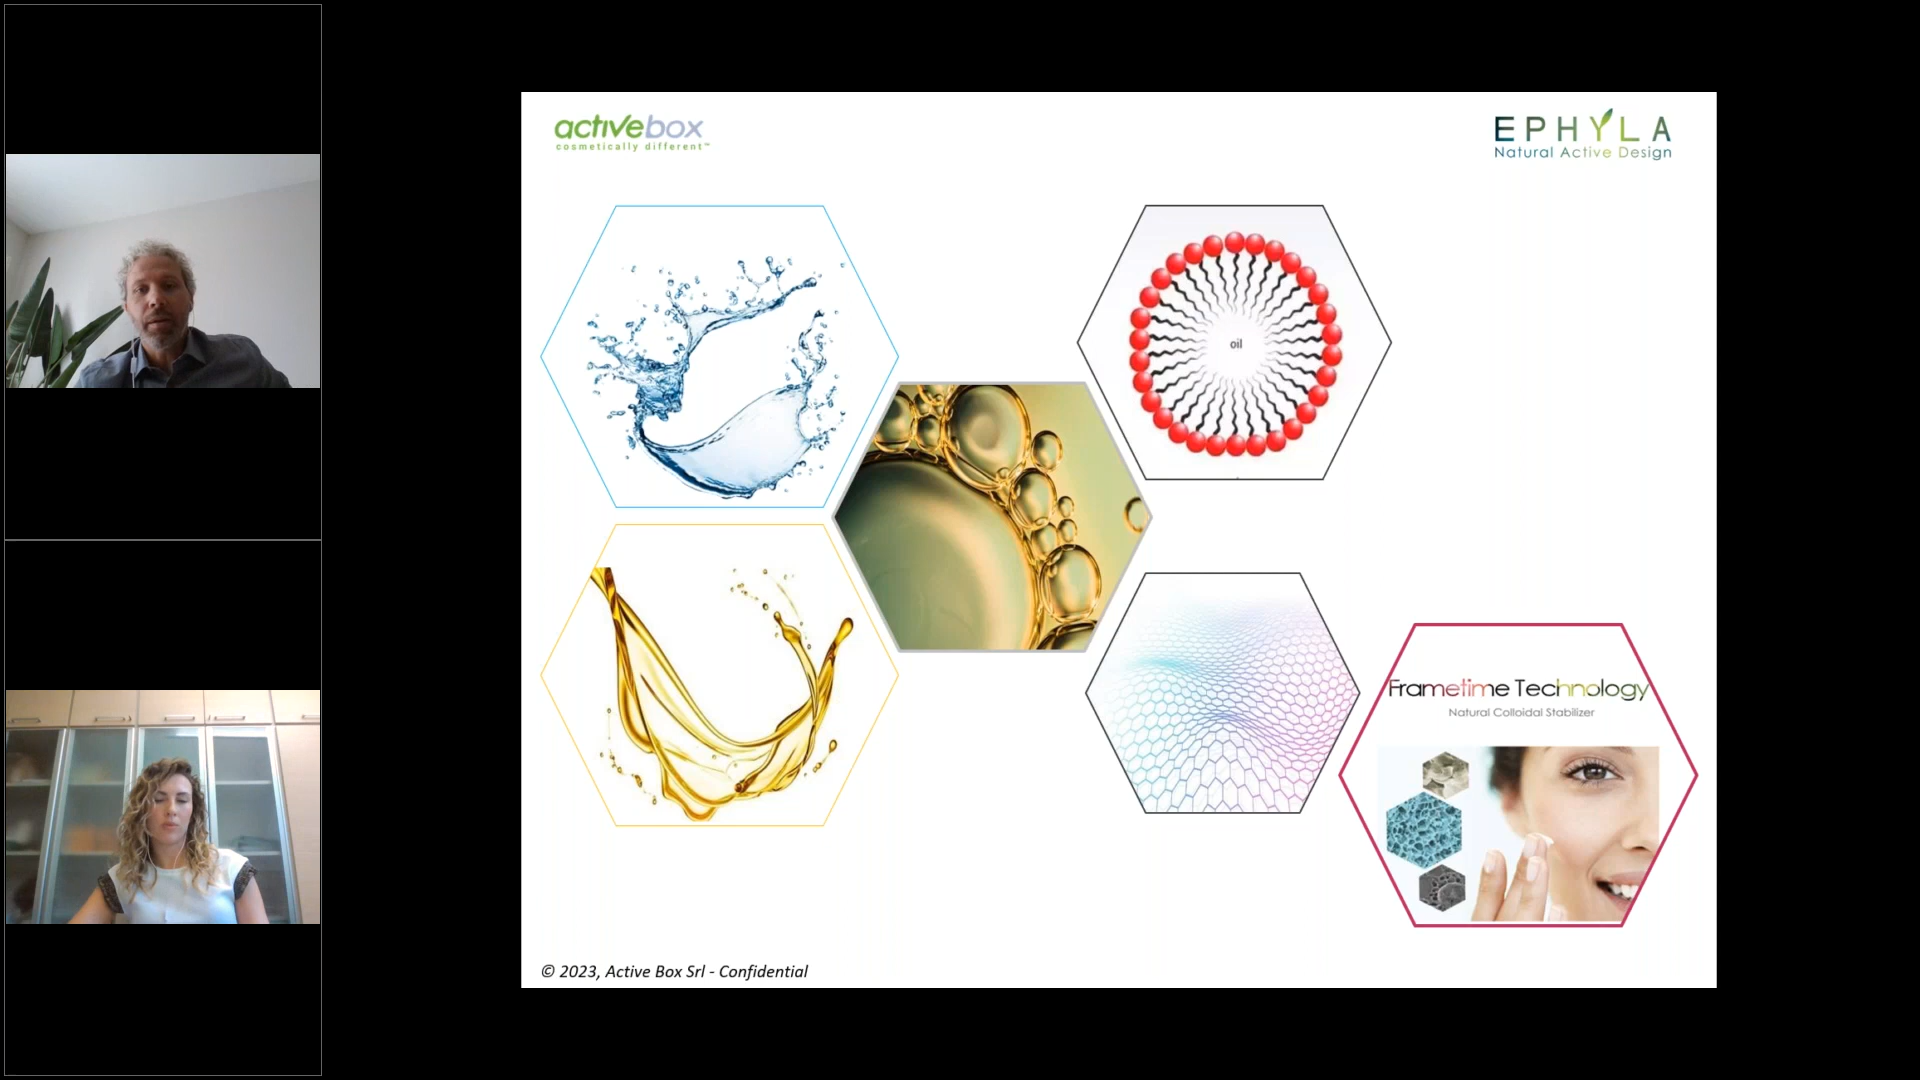 activebox
cosmetically different™
EPHYLA
Natural Active Design
oil
Frametime Technology
Natural Colloidal Stabilizer
© 2023, Active Box Srl - Confidential